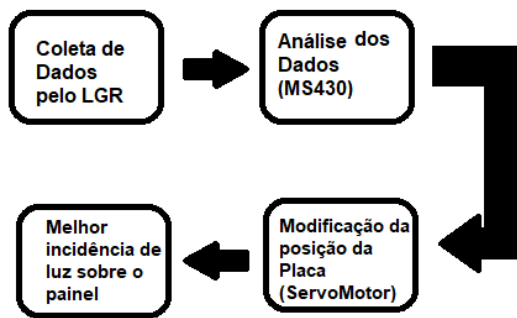 Coleta de
Dados
pelo LGR
Análise dos
Dados
(MS430)
Modificação da
posição da
Placa
(ServoMotor)
Melhor
incidência de
luz sobre o
painel